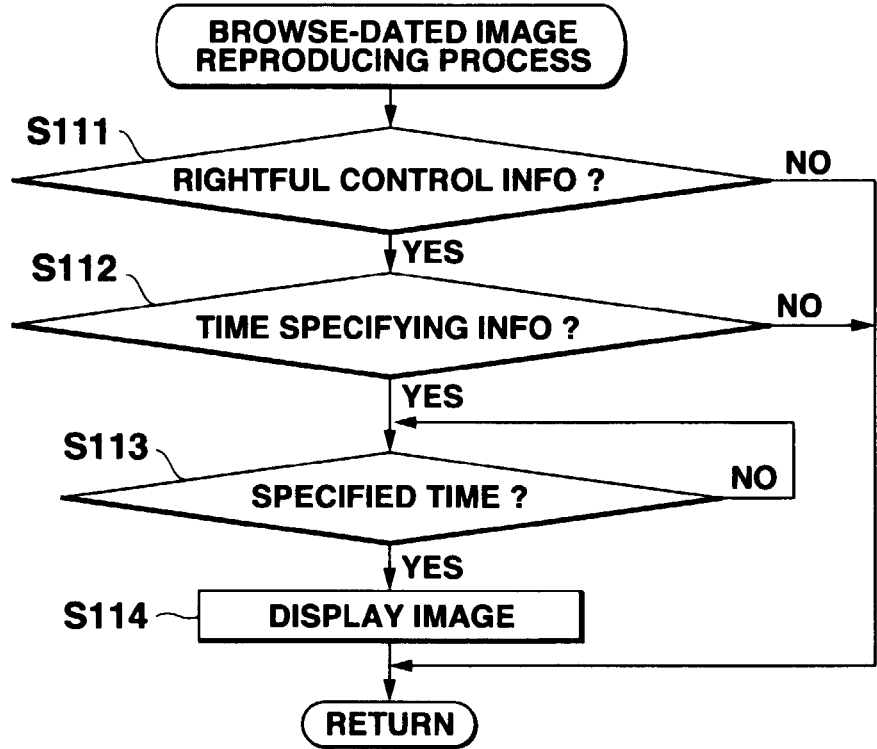 BROWSE-DATED IMAGE
REPRODUCING PROCESS
S111
RIGHTFUL CONTROL INFO ?
NO
YES
S112
TIME SPECIFYING INFO ?
NO
YES
S113
SPECIFIED TIME ?
NO
YES
S114
DISPLAY IMAGE
RETURN